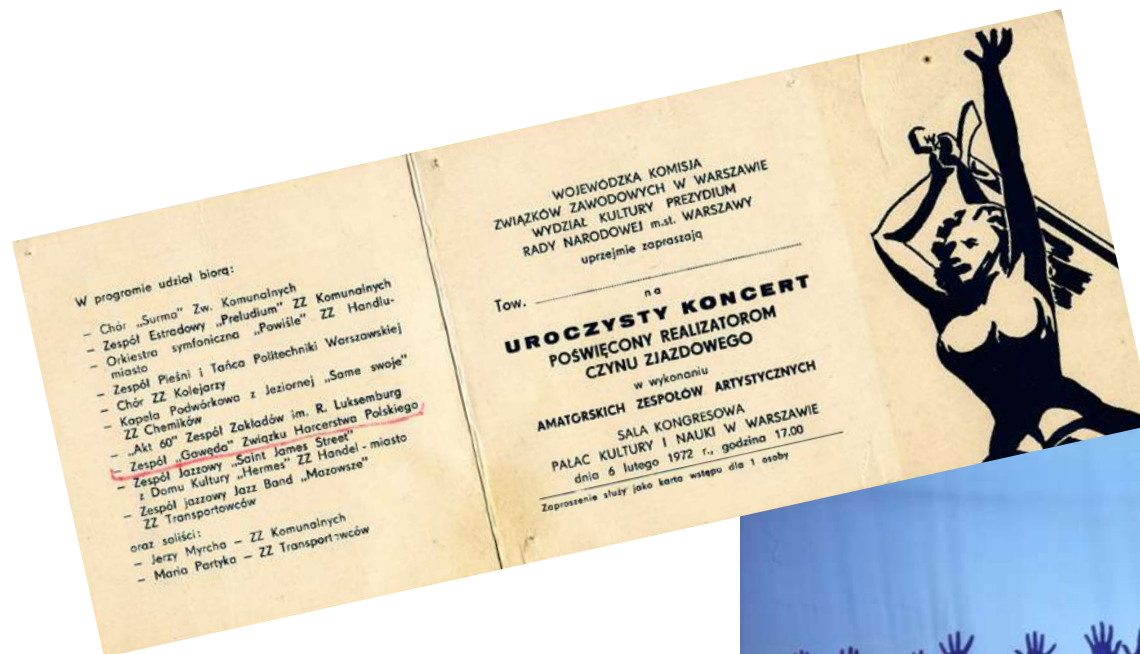 W programie udział biorą:
– Chór „Surma" Zw. Komunalnych
– Zespół Estradowy „Preludium" ZZ Komunalnych
– Orkiestra symfoniczna „Powiśle" ZZ Handlu-
miasto
– Zespół Pieśni i Tańca Politechniki Warszawskiej
– Chór ZZ Kolejarzy
– Kapela Podwórkowa z Jeziornej „Same swoje"
ZZ Chemików
– „Akt 60" Zespół Zakładów im. R. Luksemburg
– Zespół „Gawęda" Związku Harcerstwa Polskiego
– Zespół Jazzowy „Saint James Street"
z Domu Kultury „Hermes" ZZ Handel - miasto
– Zespół jazzowy Jazz Band „Mazowsze"
ZZ Transportowców
oraz soliści:
– Jerzy Myrcha – ZZ Komunalnych
– Maria Partyka – ZZ Transportowców
WOJEWÓDZKA KOMISJA
ZWIĄZKÓW ZAWODOWYCH W WARSZAWIE
WYDZIAŁ KULTURY PREZYDIUM
RADY NARODOWEJ m.st. WARSZAWY
uprzejmie zapraszają
Tow.
na
UROCZYSTY KONCERT
POŚWIĘCONY REALIZATOROM
CZYNU ZJAZDOWEGO
w wykonaniu
AMATORSKICH ZESPOŁÓW ARTYSTYCZNYCH
SALA KONGRESOWA
PAŁAC KULTURY I NAUKI W WARSZAWIE
dnia 6 lutego 1972 r., godzina 17.00
Zaproszenie służy jako karta wstępu dla 1 osoby